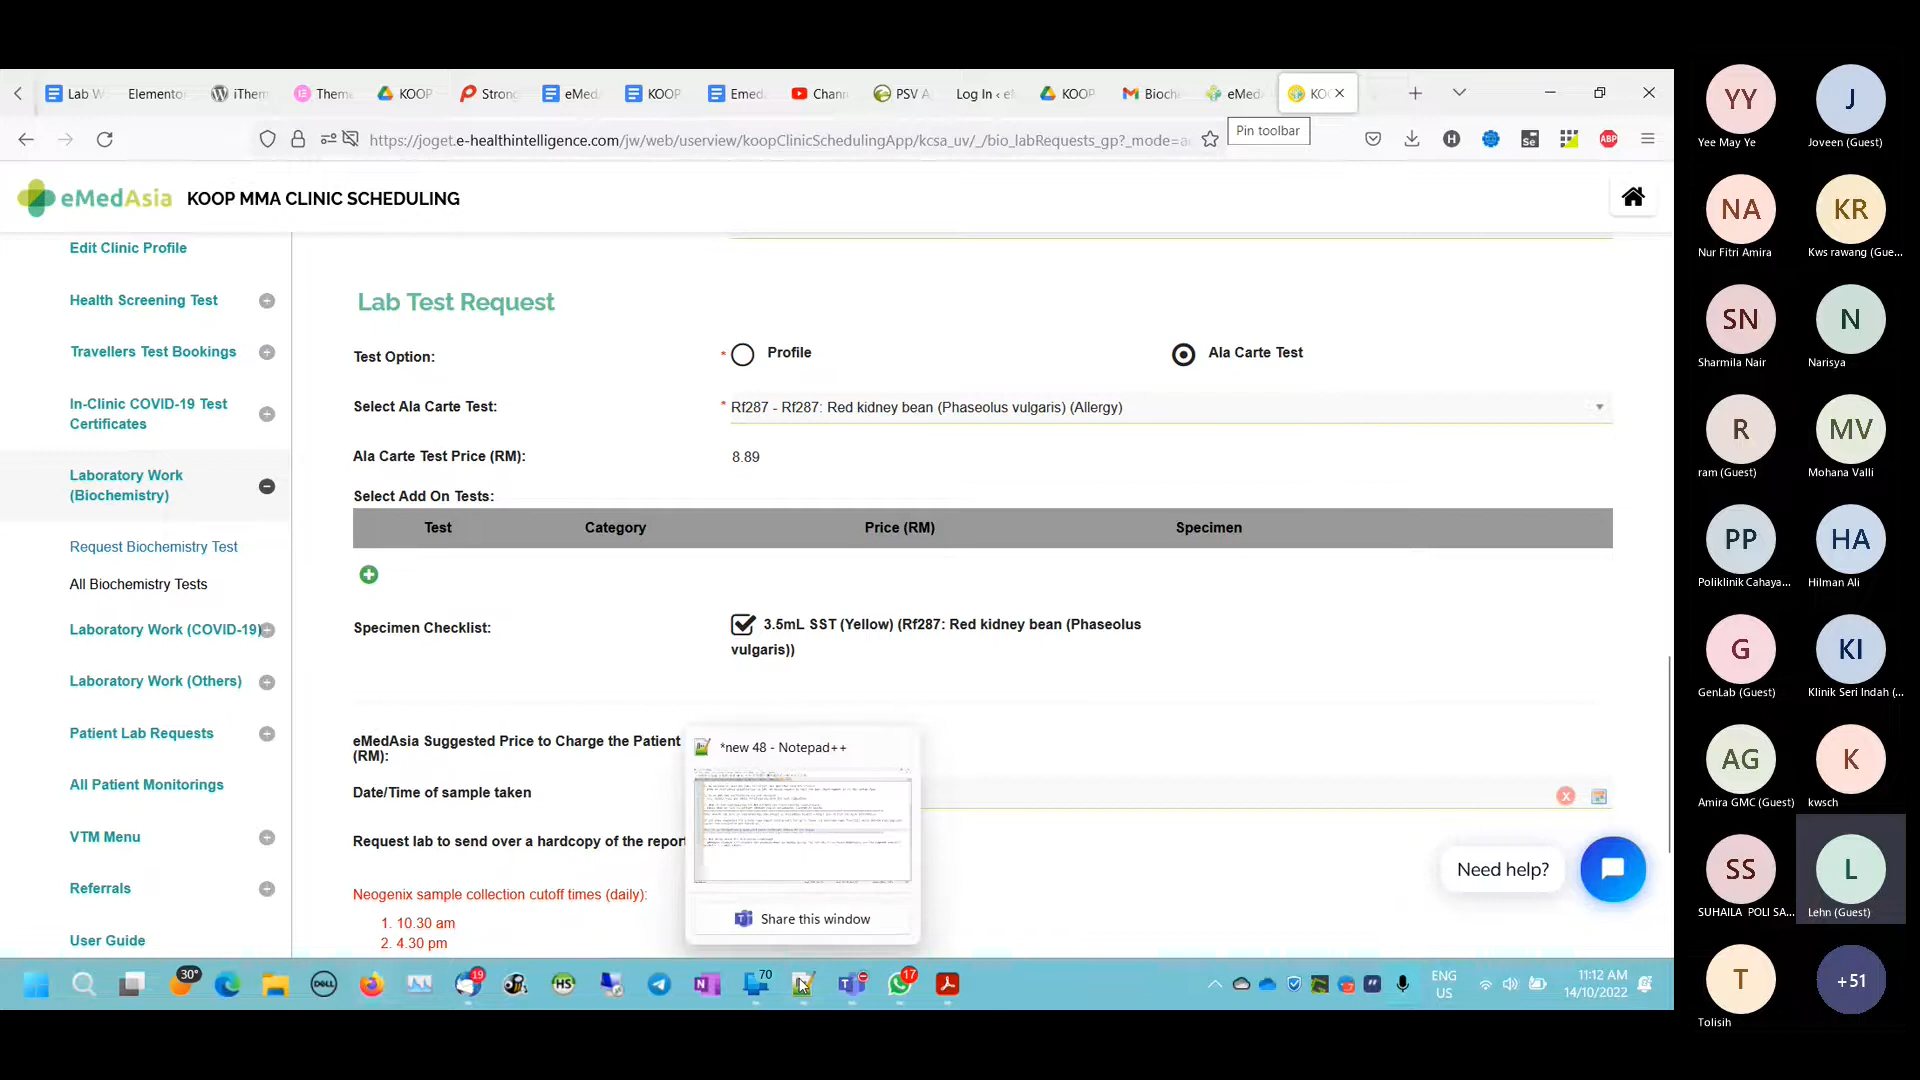 Lab W
Elemento
iThem
Them
KOOP
Strong
eMed
KOOP
Emed
Chann
PSV A
Log In ‹ e
KOOP
Bioch
eMed
KO
Pin toolbar
https://joget.e-healthintelligence.com/jw/web/userview/koopClinicSchedulingApp/kcsa_uv/_/bio_labRequests_gp?_mode=a
H
Se
ABP
eMedAsia
KOOP MMA CLINIC SCHEDULING
Edit Clinic Profile
Health Screening Test
Travellers Test Bookings
In-Clinic COVID-19 Test
Certificates
Laboratory Work
(Biochemistry)
Request Biochemistry Test
All Biochemistry Tests
Laboratory Work (COVID-19)
Laboratory Work (Others)
Patient Lab Requests
All Patient Monitorings
VTM Menu
Referrals
User Guide
Lab Test Request
Test Option:
* Profile
Ala Carte Test
Select Ala Carte Test:
* Rf287 - Rf287: Red kidney bean (Phaseolus vulgaris) (Allergy)
Ala Carte Test Price (RM):
8.89
Select Add On Tests:
Test Category Price (RM) Specimen
Specimen Checklist:
3.5mL SST (Yellow) (Rf287: Red kidney bean (Phaseolus
vulgaris))
eMedAsia Suggested Price to Charge the Patient
(RM):
Date/Time of sample taken
Request lab to send over a hardcopy of the report
Neogenix sample collection cutoff times (daily):
1. 10.30 am
2. 4.30 pm
*new 48 - Notepad++
Share this window
Need help?
30°
DELL
19
HS
N
70
17
ENG
US
11:12 AM
14/10/2022
YY
Yee May Ye
J
Joveen (Guest)
NA
Nur Fitri Amira
KR
Kws rawang (Gue...
SN
Sharmila Nair
N
Narisya
R
ram (Guest)
MV
Mohana Valli
PP
Poliklinik Cahaya...
HA
Hilman Ali
G
GenLab (Guest)
KI
Klinik Seri Indah (...
AG
Amira GMC (Guest)
K
kwsch
SS
SUHAILA POLI SA...
L
Lehn (Guest)
T
Tolisih
+51